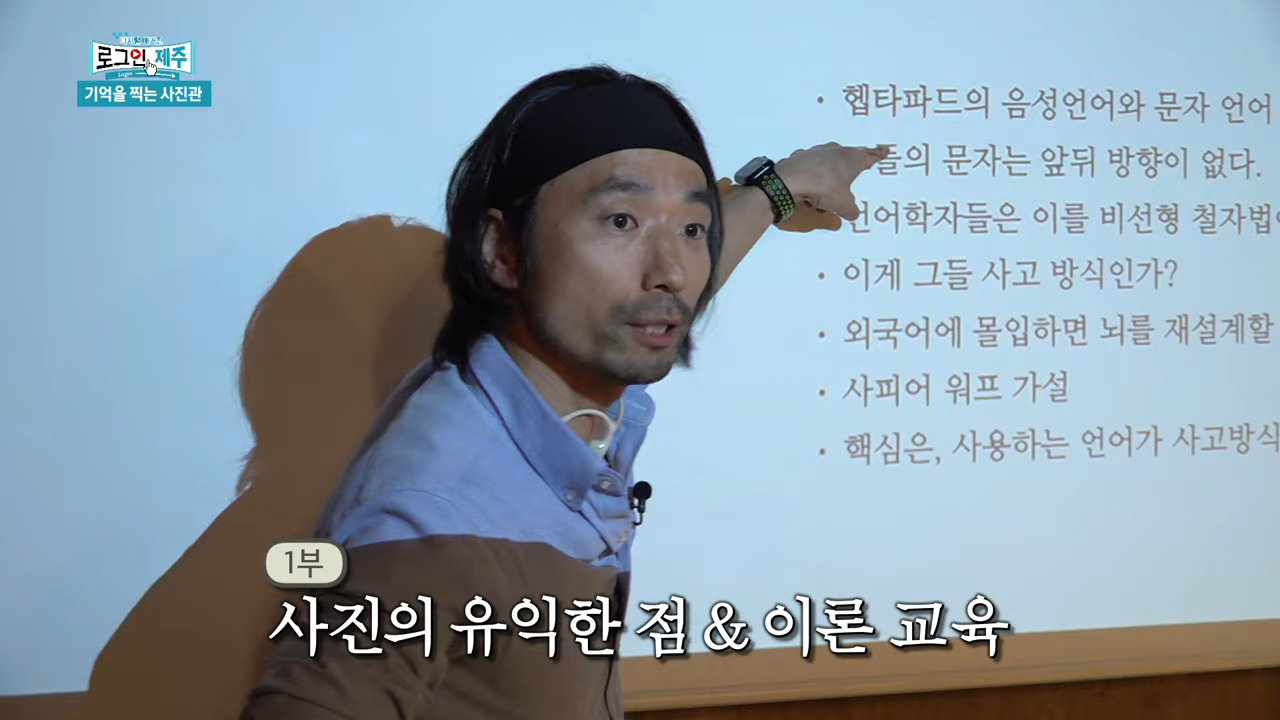 로그인 제주
Login
기억을 찍는 사진관
• 헵타파드의 음성언어와 문자 언어
들의 문자는 앞뒤 방향이 없다.
언어학자들은 이를 비선형 철자법
• 이게 그들 사고 방식인가?
• 외국어에 몰입하면 뇌를 재설계할
• 사피어 워프 가설
• 핵심은, 사용하는 언어가 사고방식
1부
사진의 유익한 점 & 이론 교육